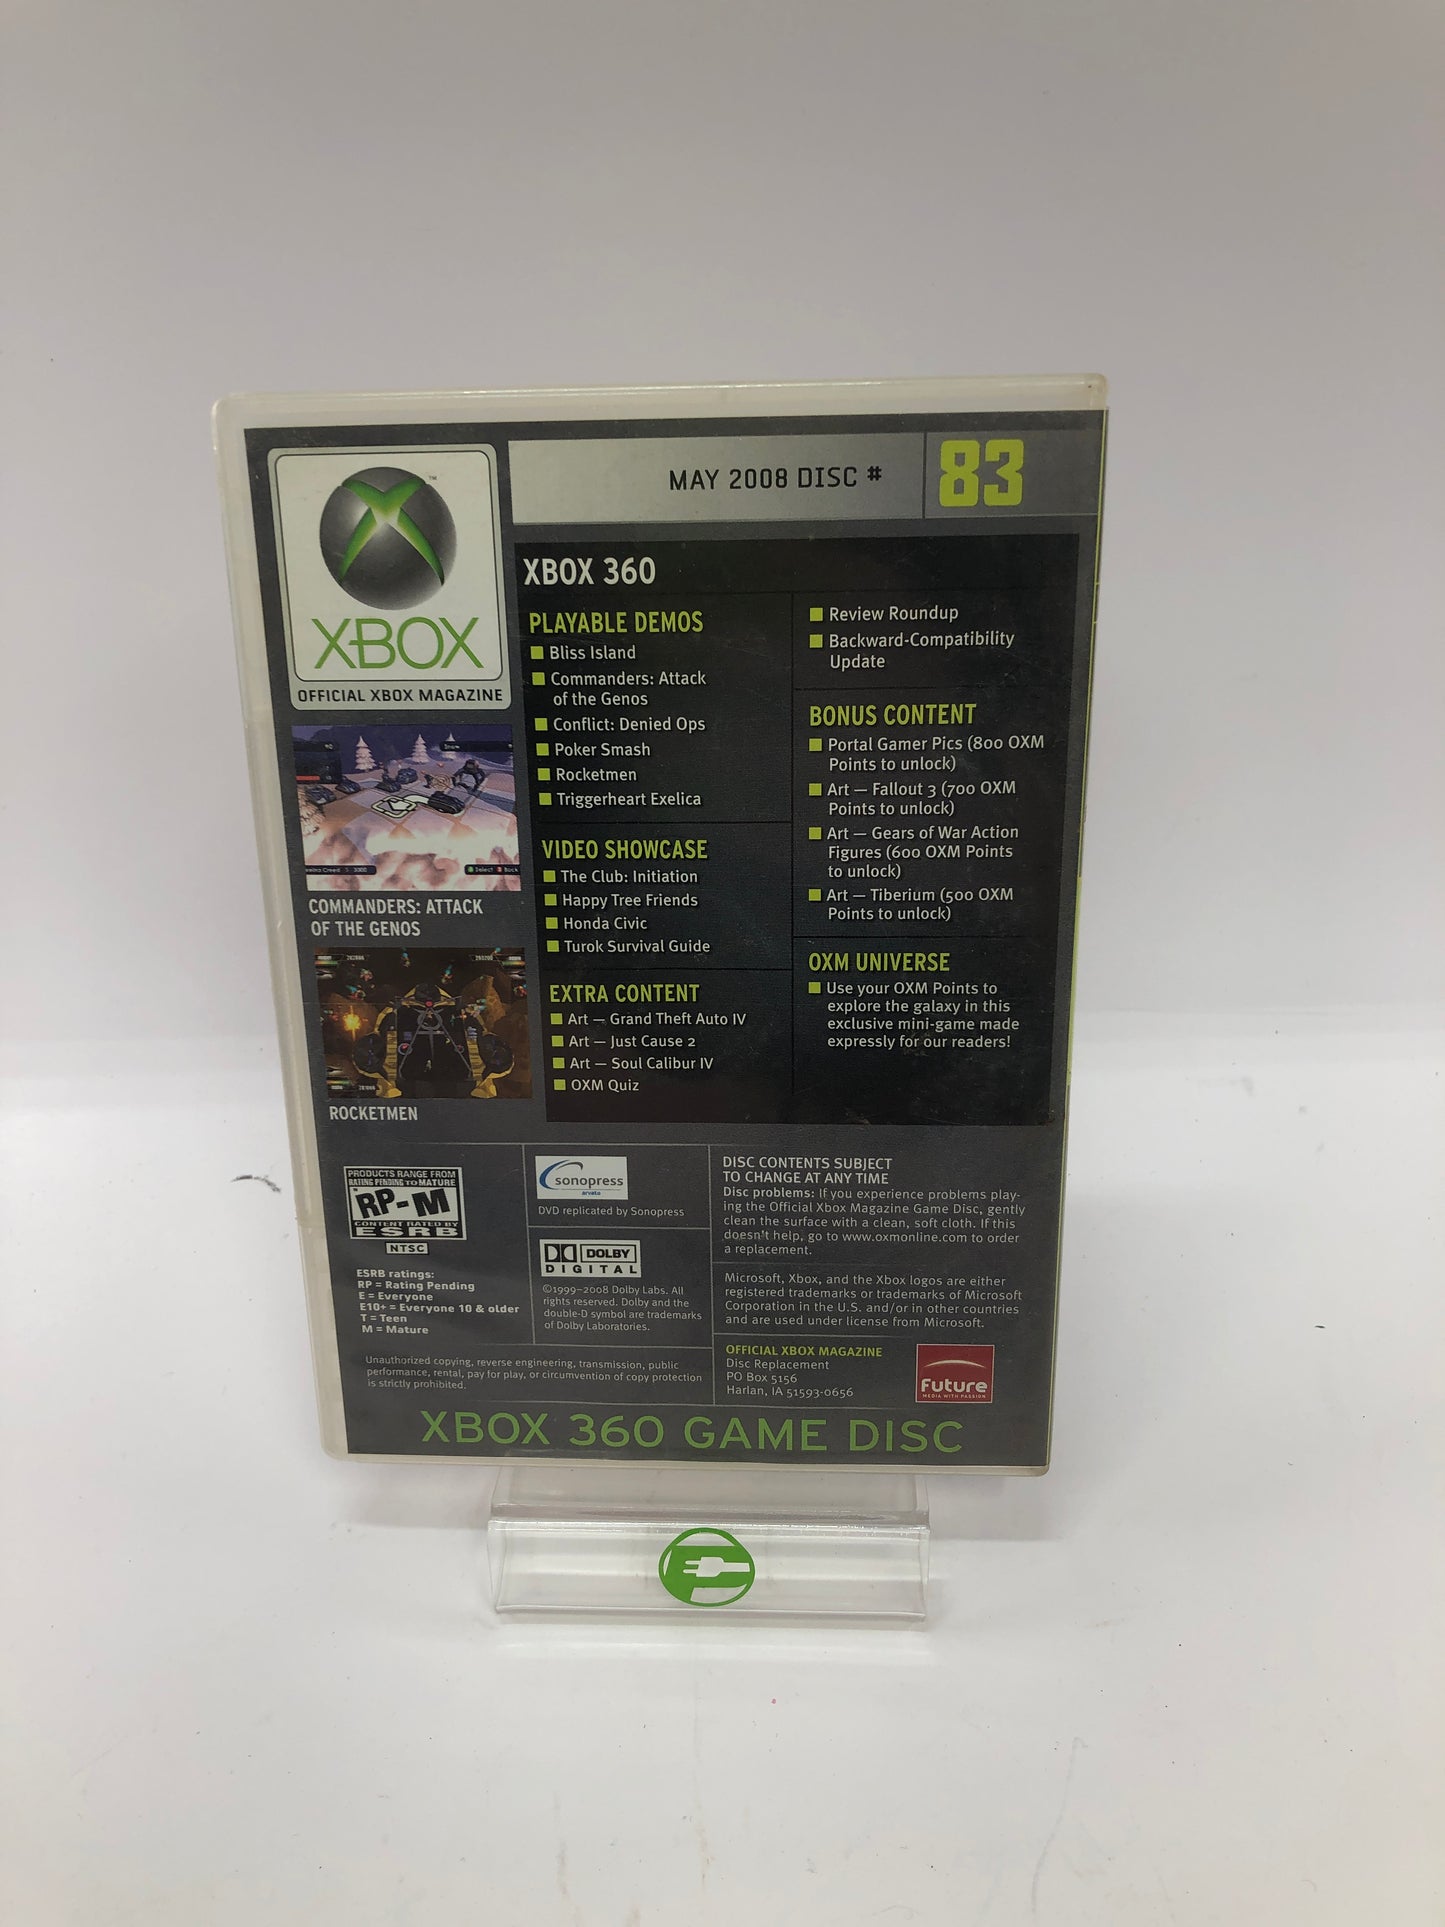 MAY 2008 DISC # 83
XBOX
OFFICIAL XBOX MAGAZINE
COMMANDERS: ATTACK
OF THE GENOS
ROCKETMEN
XBOX 360
PLAYABLE DEMOS
Bliss Island
Commanders: Attack
of the Genos
Conflict: Denied Ops
Poker Smash
Rocketmen
Triggerheart Exelica
VIDEO SHOWCASE
The Club: Initiation
Happy Tree Friends
Honda Civic
Turok Survival Guide
EXTRA CONTENT
Art — Grand Theft Auto IV
Art — Just Cause 2
Art — Soul Calibur IV
OXM Quiz
Review Roundup
Backward-Compatibility
Update
BONUS CONTENT
Portal Gamer Pics (800 OXM
Points to unlock)
Art — Fallout 3 (700 OXM
Points to unlock)
Art — Gears of War Action
Figures (600 OXM Points
to unlock)
Art — Tiberium (500 OXM
Points to unlock)
OXM UNIVERSE
Use your OXM Points to
explore the galaxy in this
exclusive mini-game made
expressly for our readers!
PRODUCTS RANGE FROM
RATING PENDING TO MATURE
RP-M
CONTENT RATED BY
ESRB
NTSC
ESRB ratings:
RP = Rating Pending
E = Everyone
E10+ = Everyone 10 & older
T = Teen
M = Mature
sonopress
arvato
DVD replicated by Sonopress
DOLBY
DIGITAL
©1999–2008 Dolby Labs. All
rights reserved. Dolby and the
double-D symbol are trademarks
of Dolby Laboratories.
Unauthorized copying, reverse engineering, transmission, public
performance, rental, pay for play, or circumvention of copy protection
is strictly prohibited.
DISC CONTENTS SUBJECT
TO CHANGE AT ANY TIME
Disc problems: If you experience problems play-
ing the Official Xbox Magazine Game Disc, gently
clean the surface with a clean, soft cloth. If this
doesn't help, go to www.oxmonline.com to order
a replacement.
Microsoft, Xbox, and the Xbox logos are either
registered trademarks or trademarks of Microsoft
Corporation in the U.S. and/or in other countries
and are used under license from Microsoft.
OFFICIAL XBOX MAGAZINE
Disc Replacement
PO Box 5156
Harlan, IA 51593-0656
Future
MEDIA WITH PASSION
XBOX 360 GAME DISC